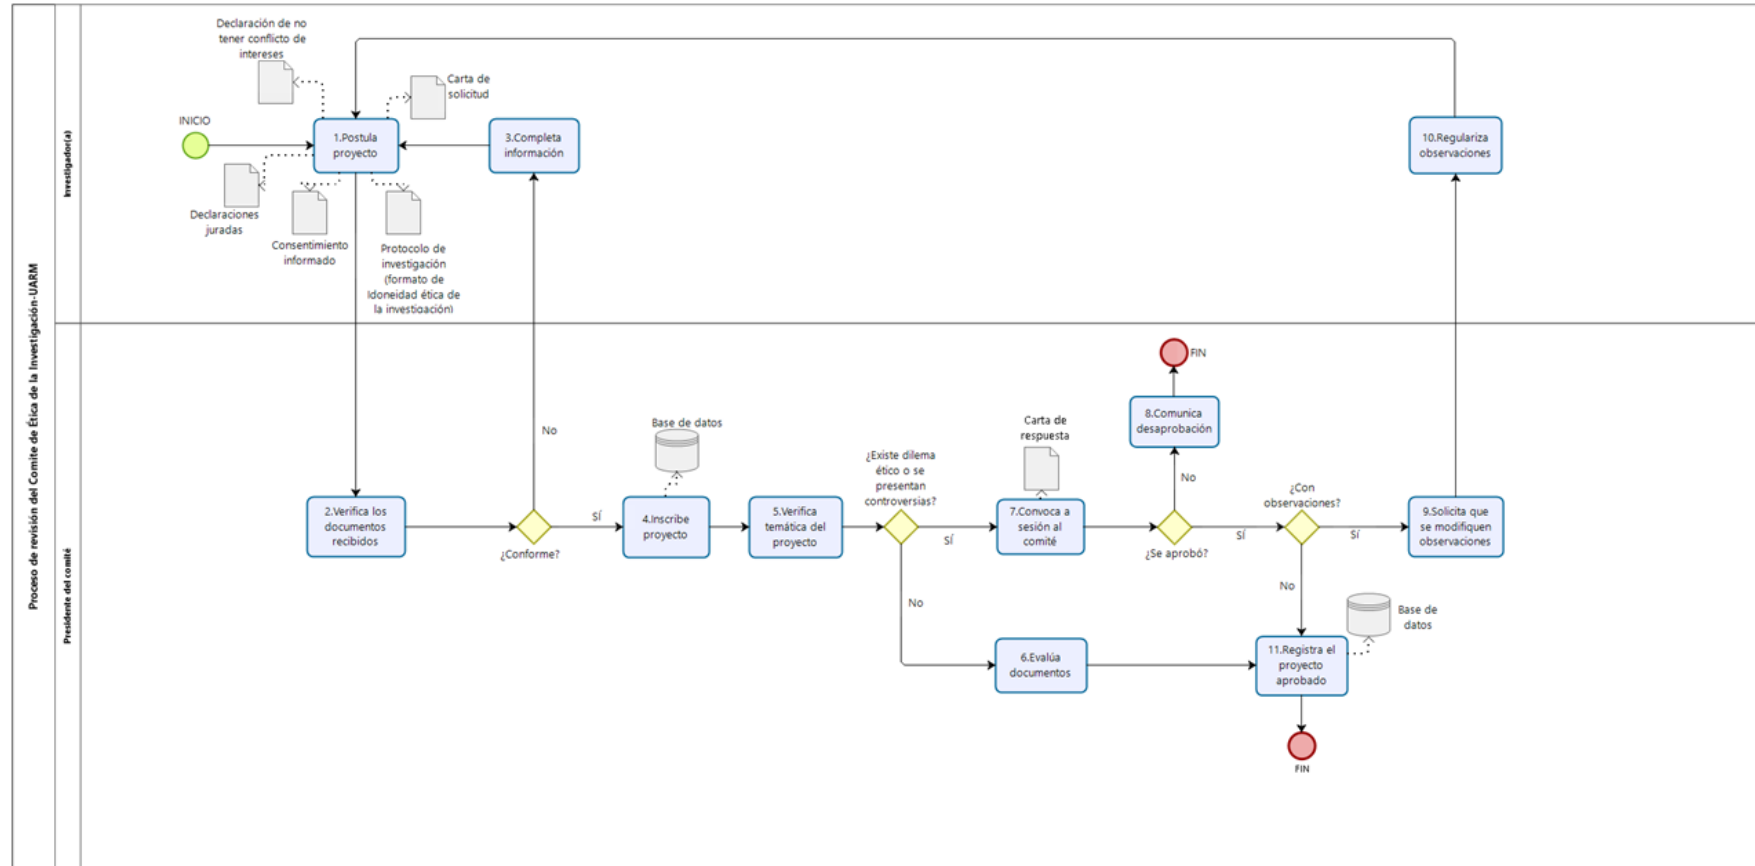 Proceso de revisión del Comite de Ética de la Investigación-UARM
Investigador(a)
Declaración de no
tener conflicto de
intereses
Carta de
solicitud
INICIO
1.Postula
proyecto
3.Completa
información
10.Regulariza
observaciones
Declaraciones
juradas
Consentimiento
informado
Protocolo de
investigación
(formato de
Idoneidad ética de
la investigación)
Presidente del comité
FIN
8.Comunica
desaprobación
No
Base de datos
Carta de
respuesta
¿Existe dilema
ético o se
presentan
controversias?
No
¿Con
observaciones?
2.Verifica los
documentos
recibidos
¿Conforme?
SÍ
4.Inscribe
proyecto
5.Verifica
temática del
proyecto
SÍ
7.Convoca a
sesión al
comité
¿Se aprobó?
SÍ
SÍ
9.Solicita que
se modifiquen
observaciones
No
No
6.Evalúa
documentos
11.Registra el
proyecto
aprobado
Base de
datos
FIN